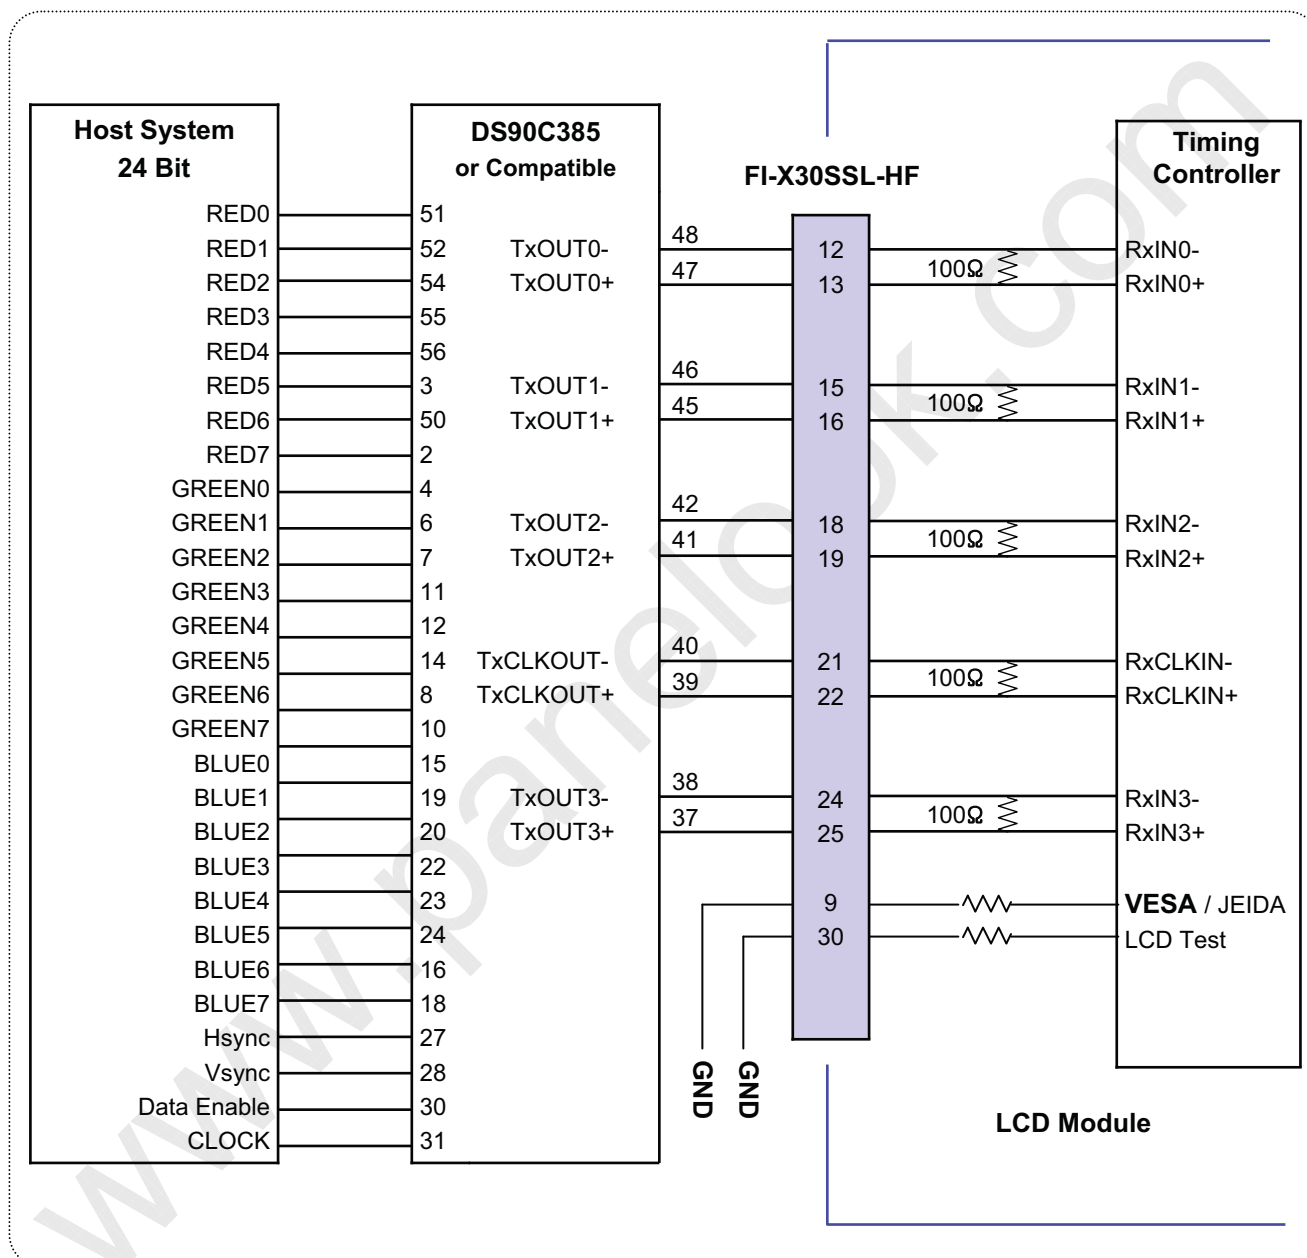 Host System
24 Bit
RED0
RED1
RED2
RED3
RED4
RED5
RED6
RED7
GREEN0
GREEN1
GREEN2
GREEN3
GREEN4
GREEN5
GREEN6
GREEN7
BLUE0
BLUE1
BLUE2
BLUE3
BLUE4
BLUE5
BLUE6
BLUE7
Hsync
Vsync
Data Enable
CLOCK
DS90C385
or Compatible
51
52
54
55
56
3
50
2
4
6
7
11
12
14
8
10
15
19
20
22
23
24
16
18
27
28
30
31
TxOUT0-
TxOUT0+
TxOUT1-
TxOUT1+
TxOUT2-
TxOUT2+
TxCLKOUT-
TxCLKOUT+
TxOUT3-
TxOUT3+
48
47
46
45
42
41
40
39
38
37
GND
GND
FI-X30SSL-HF
12
13
15
16
18
19
21
22
24
25
9
30
100Ω
100Ω
100Ω
100Ω
100Ω
Timing
Controller
RxIN0-
RxIN0+
RxIN1-
RxIN1+
RxIN2-
RxIN2+
RxCLKIN-
RxCLKIN+
RxIN3-
RxIN3+
VESA / JEIDA
LCD Test
LCD Module
www.panelook.com